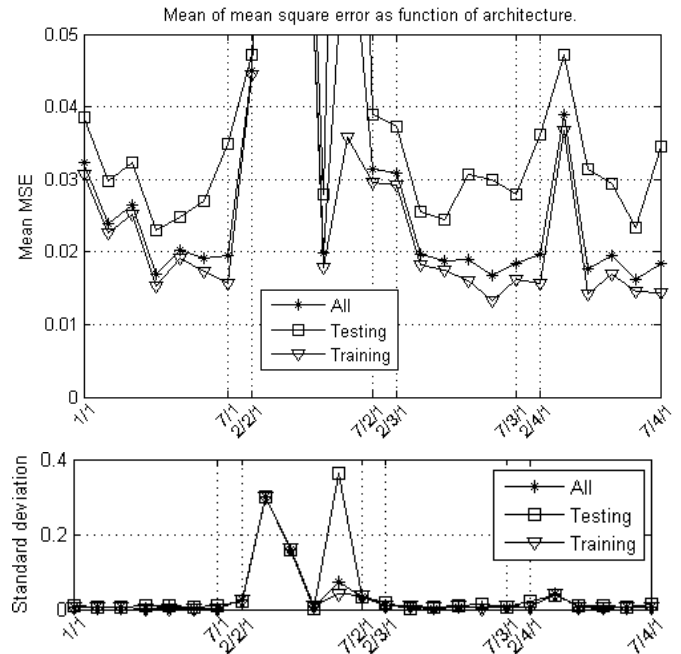 Mean of mean square error as function of architecture.
0.05
0.04
0.03
0.02
0.01
0
Mean MSE
All
Testing
Training
1/1
7/1
2/2/1
7/2/1
2/3/1
7/3/1
2/4/1
7/4/1
0.4
0.2
0
Standard deviation
All
Testing
Training
1/1
7/1
2/2/1
7/2/1
2/3/1
7/3/1
2/4/1
7/4/1